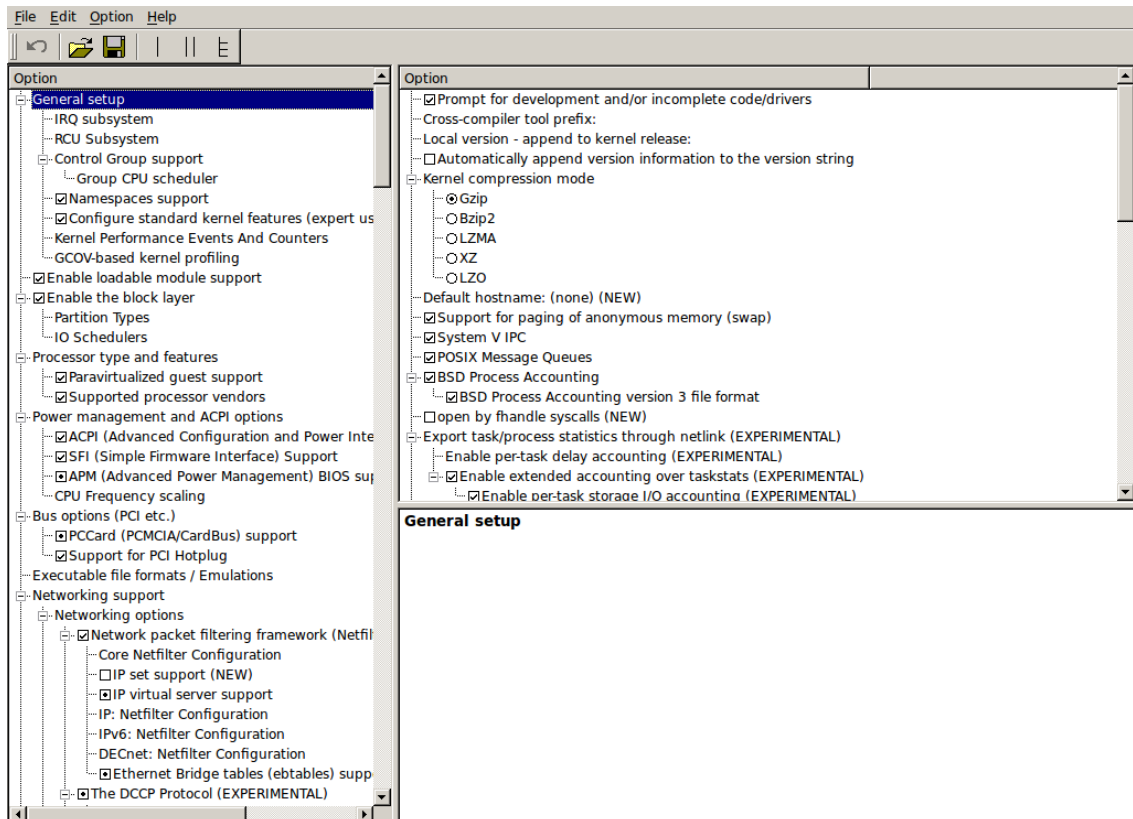 File Edit Option Help
Option
General setup
IRQ subsystem
RCU Subsystem
Control Group support
Group CPU scheduler
Namespaces support
Configure standard kernel features (expert us
Kernel Performance Events And Counters
GCOV-based kernel profiling
Enable loadable module support
Enable the block layer
Partition Types
IO Schedulers
Processor type and features
Paravirtualized guest support
Supported processor vendors
Power management and ACPI options
ACPI (Advanced Configuration and Power Inte
SFI (Simple Firmware Interface) Support
APM (Advanced Power Management) BIOS sup
CPU Frequency scaling
Bus options (PCI etc.)
PCCard (PCMCIA/CardBus) support
Support for PCI Hotplug
Executable file formats / Emulations
Networking support
Networking options
Network packet filtering framework (Netfilt
Core Netfilter Configuration
IP set support (NEW)
IP virtual server support
IP: Netfilter Configuration
IPv6: Netfilter Configuration
DECnet: Netfilter Configuration
Ethernet Bridge tables (ebtables) supp
The DCCP Protocol (EXPERIMENTAL)
Option
Prompt for development and/or incomplete code/drivers
Cross-compiler tool prefix:
Local version - append to kernel release:
Automatically append version information to the version string
Kernel compression mode
Gzip
Bzip2
LZMA
XZ
LZO
Default hostname: (none) (NEW)
Support for paging of anonymous memory (swap)
System V IPC
POSIX Message Queues
BSD Process Accounting
BSD Process Accounting version 3 file format
open by fhandle syscalls (NEW)
Export task/process statistics through netlink (EXPERIMENTAL)
Enable per-task delay accounting (EXPERIMENTAL)
Enable extended accounting over taskstats (EXPERIMENTAL)
Enable per-task storage I/O accounting (EXPERIMENTAL)
General setup